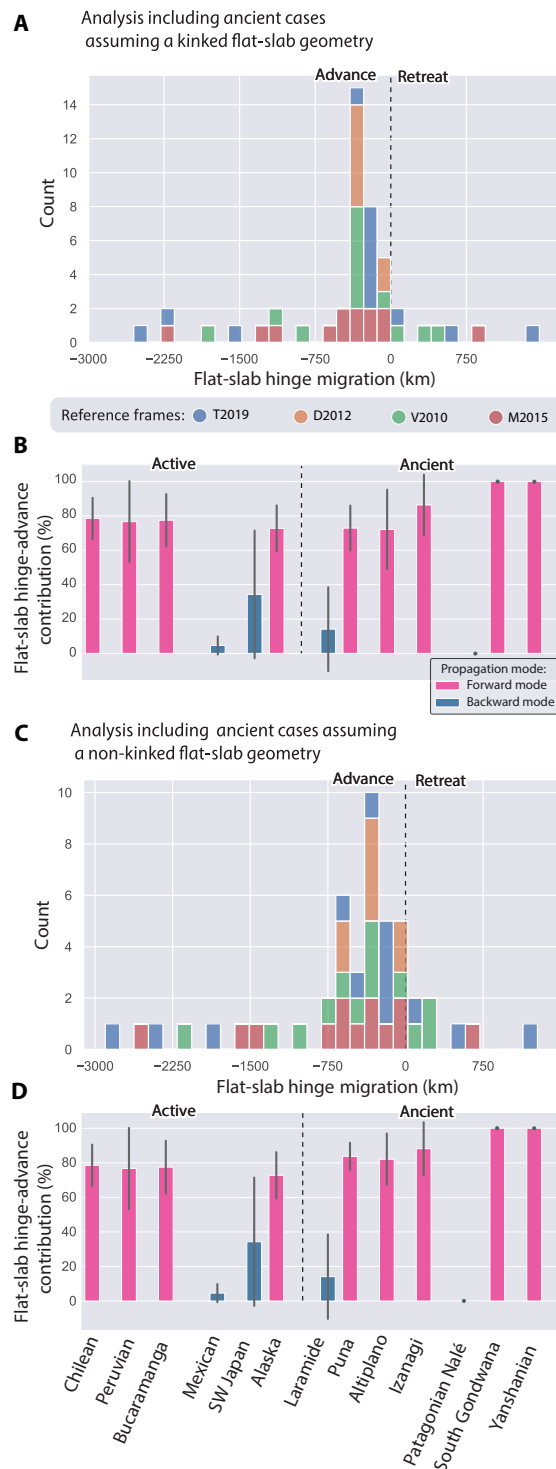 A
Analysis including ancient cases
assuming a kinked flat-slab geometry
Advance Retreat
14
12
10
8
6
4
2
0
Count
−3000 −2250 −1500 −750 0 750
Flat-slab hinge migration (km)
Reference frames: T2019 D2012 V2010 M2015
B
Active Ancient
100
80
60
40
20
0
Flat-slab hinge-advance
contribution (%)
Propagation mode:
Forward mode
Backward mode
C
Analysis including ancient cases assuming
a non-kinked flat-slab geometry
Advance Retreat
10
8
6
4
2
0
Count
−3000 −2250 −1500 −750 0 750
Flat-slab hinge migration (km)
D
Active Ancient
100
80
60
40
20
0
Flat-slab hinge-advance
contribution (%)
Chilean
Peruvian
Bucaramanga
Mexican
SW Japan
Alaska
Laramide
Puna
Altiplano
Izanagi
Patagonian Nalé
South Gondwana
Yanshanian